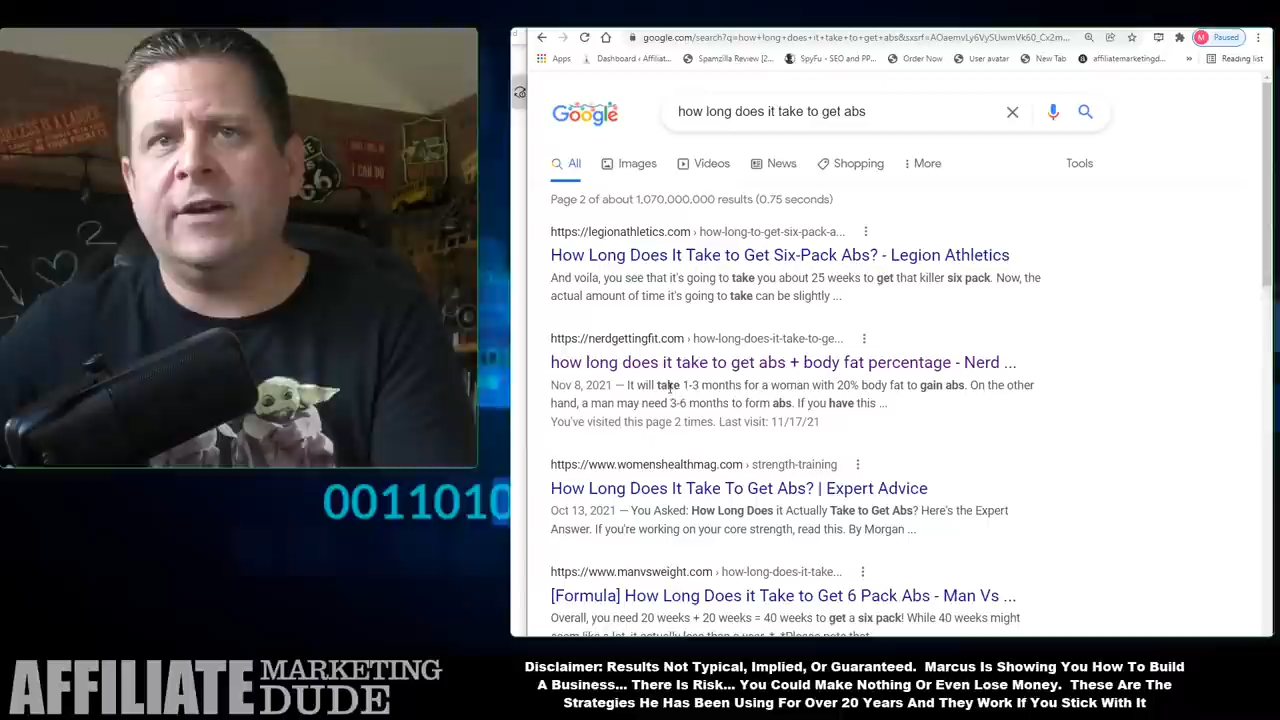 SUCCESS IS A LADDER
I CAN DO
66
google.com/search?q=how+long+does+it+take+to+get+abs&sxsrf=AOaemvLy6Vy5UwmVk60_Cx2m...
Paused
Apps
Dashboard ‹ Affiliat...
Spamzilla Review [2...
SpyFu - SEO and PP...
Order Now
User avatar
New Tab
affiliatemarketingd...
»
Reading list
Google
how long does it take to get abs
All
Images
Videos
News
Shopping
More
Tools
Page 2 of about 1,070,000,000 results (0.75 seconds)
https://legionathletics.com › how-long-to-get-six-pack-a...
How Long Does It Take to Get Six-Pack Abs? - Legion Athletics
And voila, you see that it's going to take you about 25 weeks to get that killer six pack. Now, the
actual amount of time it's going to take can be slightly ...
https://nerdgettingfit.com › how-long-does-it-take-to-ge...
how long does it take to get abs + body fat percentage - Nerd ...
Nov 8, 2021 — It will take 1-3 months for a woman with 20% body fat to gain abs. On the other
hand, a man may need 3-6 months to form abs. If you have this ...
You've visited this page 2 times. Last visit: 11/17/21
https://www.womenshealthmag.com › strength-training
How Long Does It Take To Get Abs? | Expert Advice
Oct 13, 2021 — You Asked: How Long Does it Actually Take to Get Abs? Here's the Expert
Answer. If you're working on your core strength, read this. By Morgan ...
https://www.manvsweight.com › how-long-does-it-take...
[Formula] How Long Does it Take to Get 6 Pack Abs - Man Vs ...
Overall, you need 20 weeks + 20 weeks = 40 weeks to get a six pack! While 40 weeks might
0011010
AFFILIATE MARKETING DUDE
Disclaimer: Results Not Typical, Implied, Or Guaranteed. Marcus Is Showing You How To Build
A Business... There Is Risk... You Could Make Nothing Or Even Lose Money. These Are The
Strategies He Has Been Using For Over 20 Years And They Work If You Stick With It